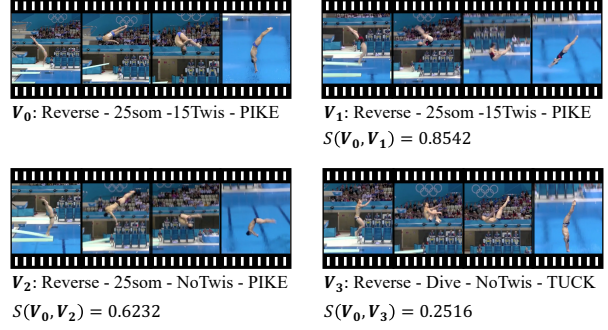 V₀: Reverse - 25som -15Twis - PIKE
V₁: Reverse - 25som -15Twis - PIKE
S(V₀,V₁) = 0.8542
V₂: Reverse - 25som - NoTwis - PIKE
S(V₀,V₂) = 0.6232
V₃: Reverse - Dive - NoTwis - TUCK
S(V₀,V₃) = 0.2516